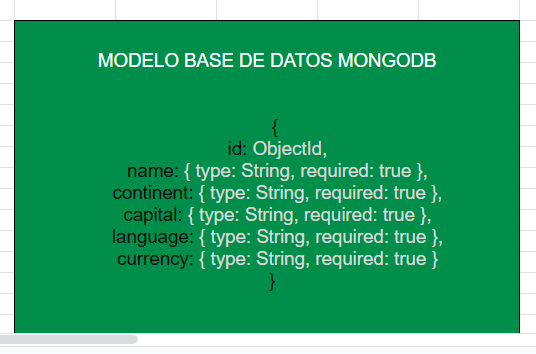 MODELO BASE DE DATOS MONGODB
{
id: ObjectId,
name: { type: String, required: true },
continent: { type: String, required: true },
capital: { type: String, required: true },
language: { type: String, required: true },
currency: { type: String, required: true }
}